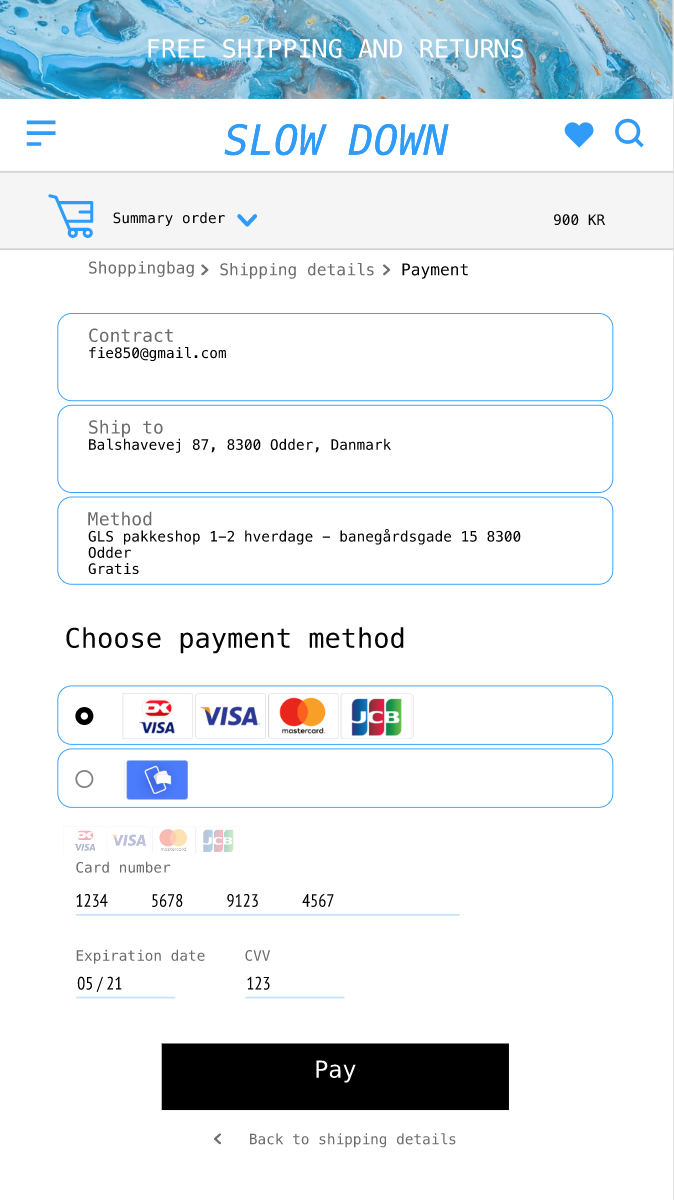 FREE SHIPPING AND RETURNS
SLOW DOWN
Summary order
900 KR
Shoppingbag > Shipping details > Payment
Contract
fie850@gmail.com
Ship to
Balshavevej 87, 8300 Odder, Danmark
Method
GLS pakkeshop 1-2 hverdage - banegårdsgade 15 8300
Odder
Gratis
Choose payment method
VISA VISA mastercard. JCB
VISA VISA mastercard JCB
Card number
1234 5678 9123 4567
Expiration date CVV
05/21 123
Pay
< Back to shipping details